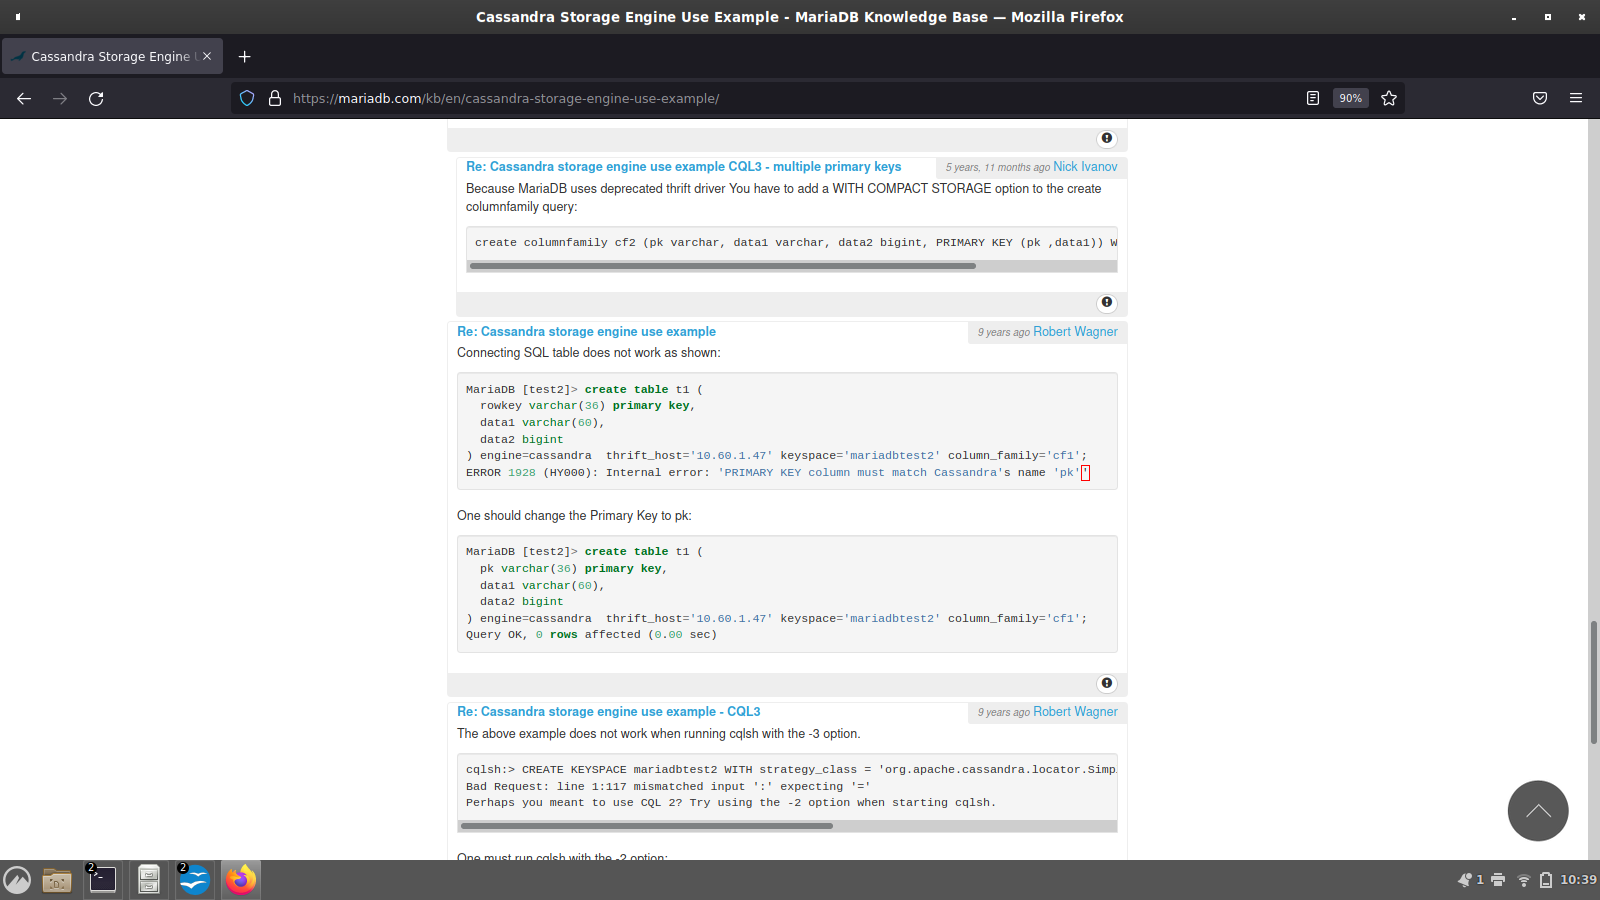 Cassandra Storage Engine Use Example - MariaDB Knowledge Base — Mozilla Firefox
Cassandra Storage Engine
https://mariadb.com/kb/en/cassandra-storage-engine-use-example/
90%
Re: Cassandra storage engine use example CQL3 - multiple primary keys
5 years, 11 months ago Nick Ivanov
Because MariaDB uses deprecated thrift driver You have to add a WITH COMPACT STORAGE option to the create
columnfamily query:
create columnfamily cf2 (pk varchar, data1 varchar, data2 bigint, PRIMARY KEY (pk ,data1)) W
Re: Cassandra storage engine use example
9 years ago Robert Wagner
Connecting SQL table does not work as shown:
MariaDB [test2]> create table t1 (
rowkey varchar(36) primary key,
data1 varchar(60),
data2 bigint
) engine=cassandra  thrift_host='10.60.1.47' keyspace='mariadbtest2' column_family='cf1';
ERROR 1928 (HY000): Internal error: 'PRIMARY KEY column must match Cassandra's name 'pk''
One should change the Primary Key to pk:
MariaDB [test2]> create table t1 (
pk varchar(36) primary key,
data1 varchar(60),
data2 bigint
) engine=cassandra  thrift_host='10.60.1.47' keyspace='mariadbtest2' column_family='cf1';
Query OK, 0 rows affected (0.00 sec)
Re: Cassandra storage engine use example - CQL3
9 years ago Robert Wagner
The above example does not work when running cqlsh with the -3 option.
cqlsh:> CREATE KEYSPACE mariadbtest2 WITH strategy_class = 'org.apache.cassandra.locator.Simp
Bad Request: line 1:117 mismatched input ':' expecting '='
Perhaps you meant to use CQL 2? Try using the -2 option when starting cqlsh.
One must run cqlsh with the -2 option:
2
2
1
10:39